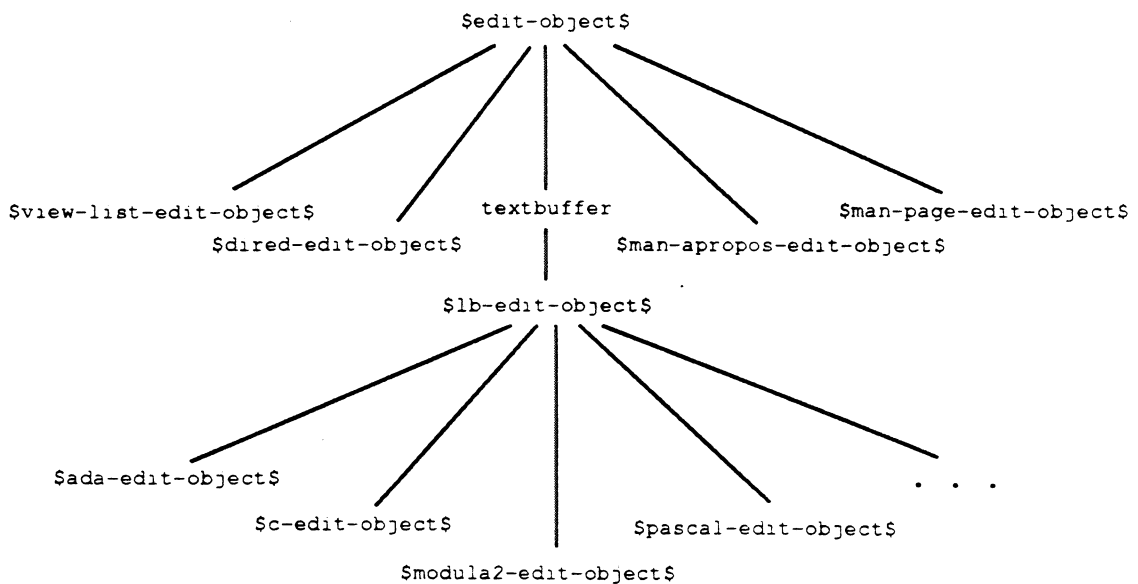 $edit-object$
$view-list-edit-object$
textbuffer
$man-page-edit-object$
$dired-edit-object$
$man-apropos-edit-object$
$lb-edit-object$
$ada-edit-object$
. . .
$c-edit-object$
$pascal-edit-object$
$modula2-edit-object$